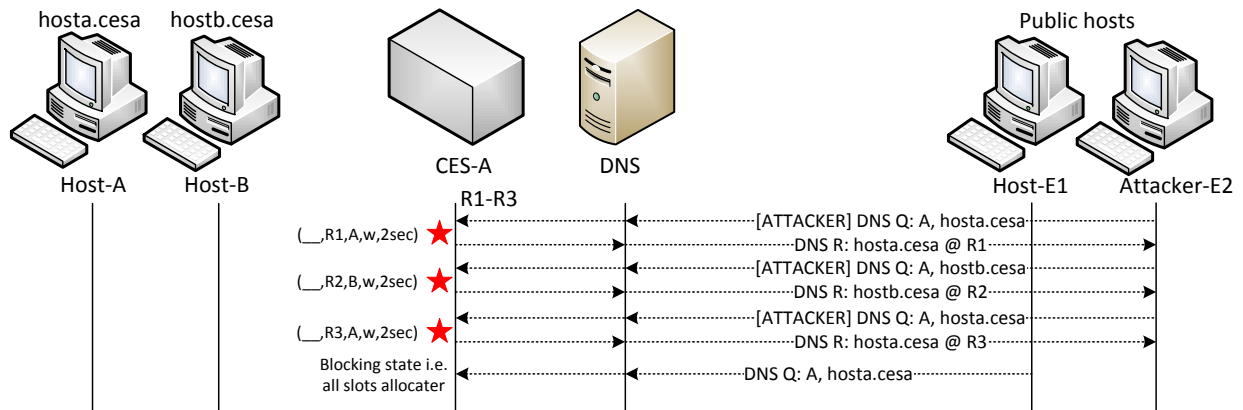 hosta.cesa
hostb.cesa
Public hosts
CES-A
DNS
Host-A
Host-B
Host-E1
Attacker-E2
R1-R3
[ATTACKER] DNS Q: A, hosta.cesa
(__,R1,A,w,2sec)
DNS R: hosta.cesa @ R1
[ATTACKER] DNS Q: A, hostb.cesa
(__,R2,B,w,2sec)
DNS R: hostb.cesa @ R2
[ATTACKER] DNS Q: A, hosta.cesa
(__,R3,A,w,2sec)
DNS R: hosta.cesa @ R3
Blocking state i.e.
all slots allocater
DNS Q: A, hosta.cesa